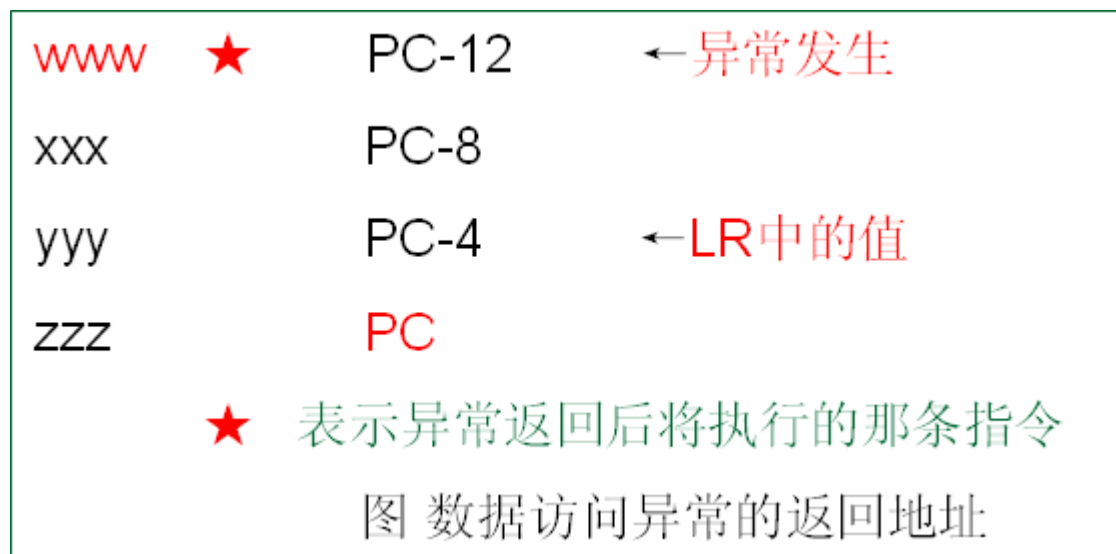 www ★ PC-12 ←异常发生
xxx PC-8
yyy PC-4 ←LR中的值
zzz PC
★ 表示异常返回后将执行的那条指令
图 数据访问异常的返回地址